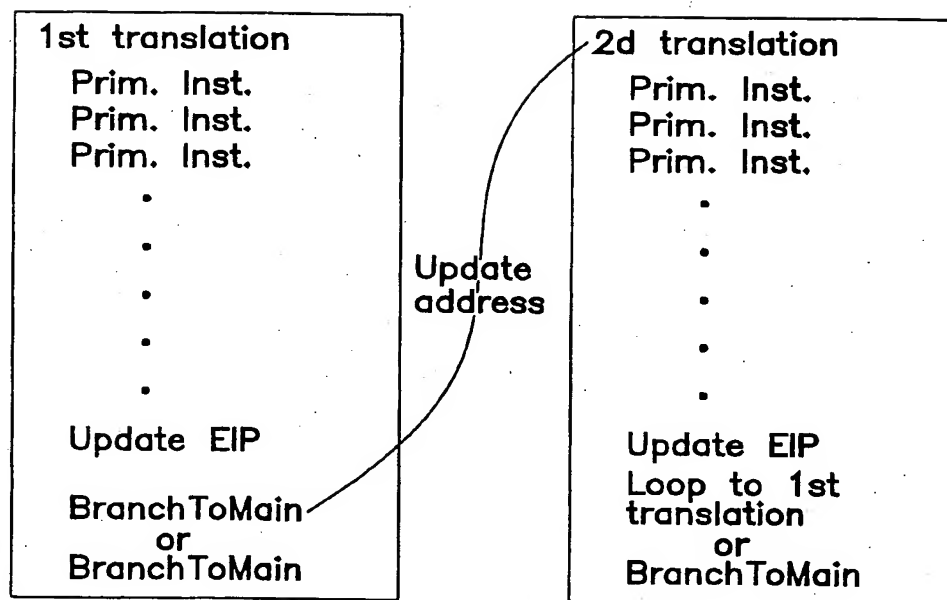 1st translation
Prim. Inst.
Prim. Inst.
Prim. Inst.
Update EIP
BranchToMain
or
BranchToMain
Update
address
2d translation
Prim. Inst.
Prim. Inst.
Prim. Inst.
Update EIP
Loop to 1st
translation
or
BranchToMain